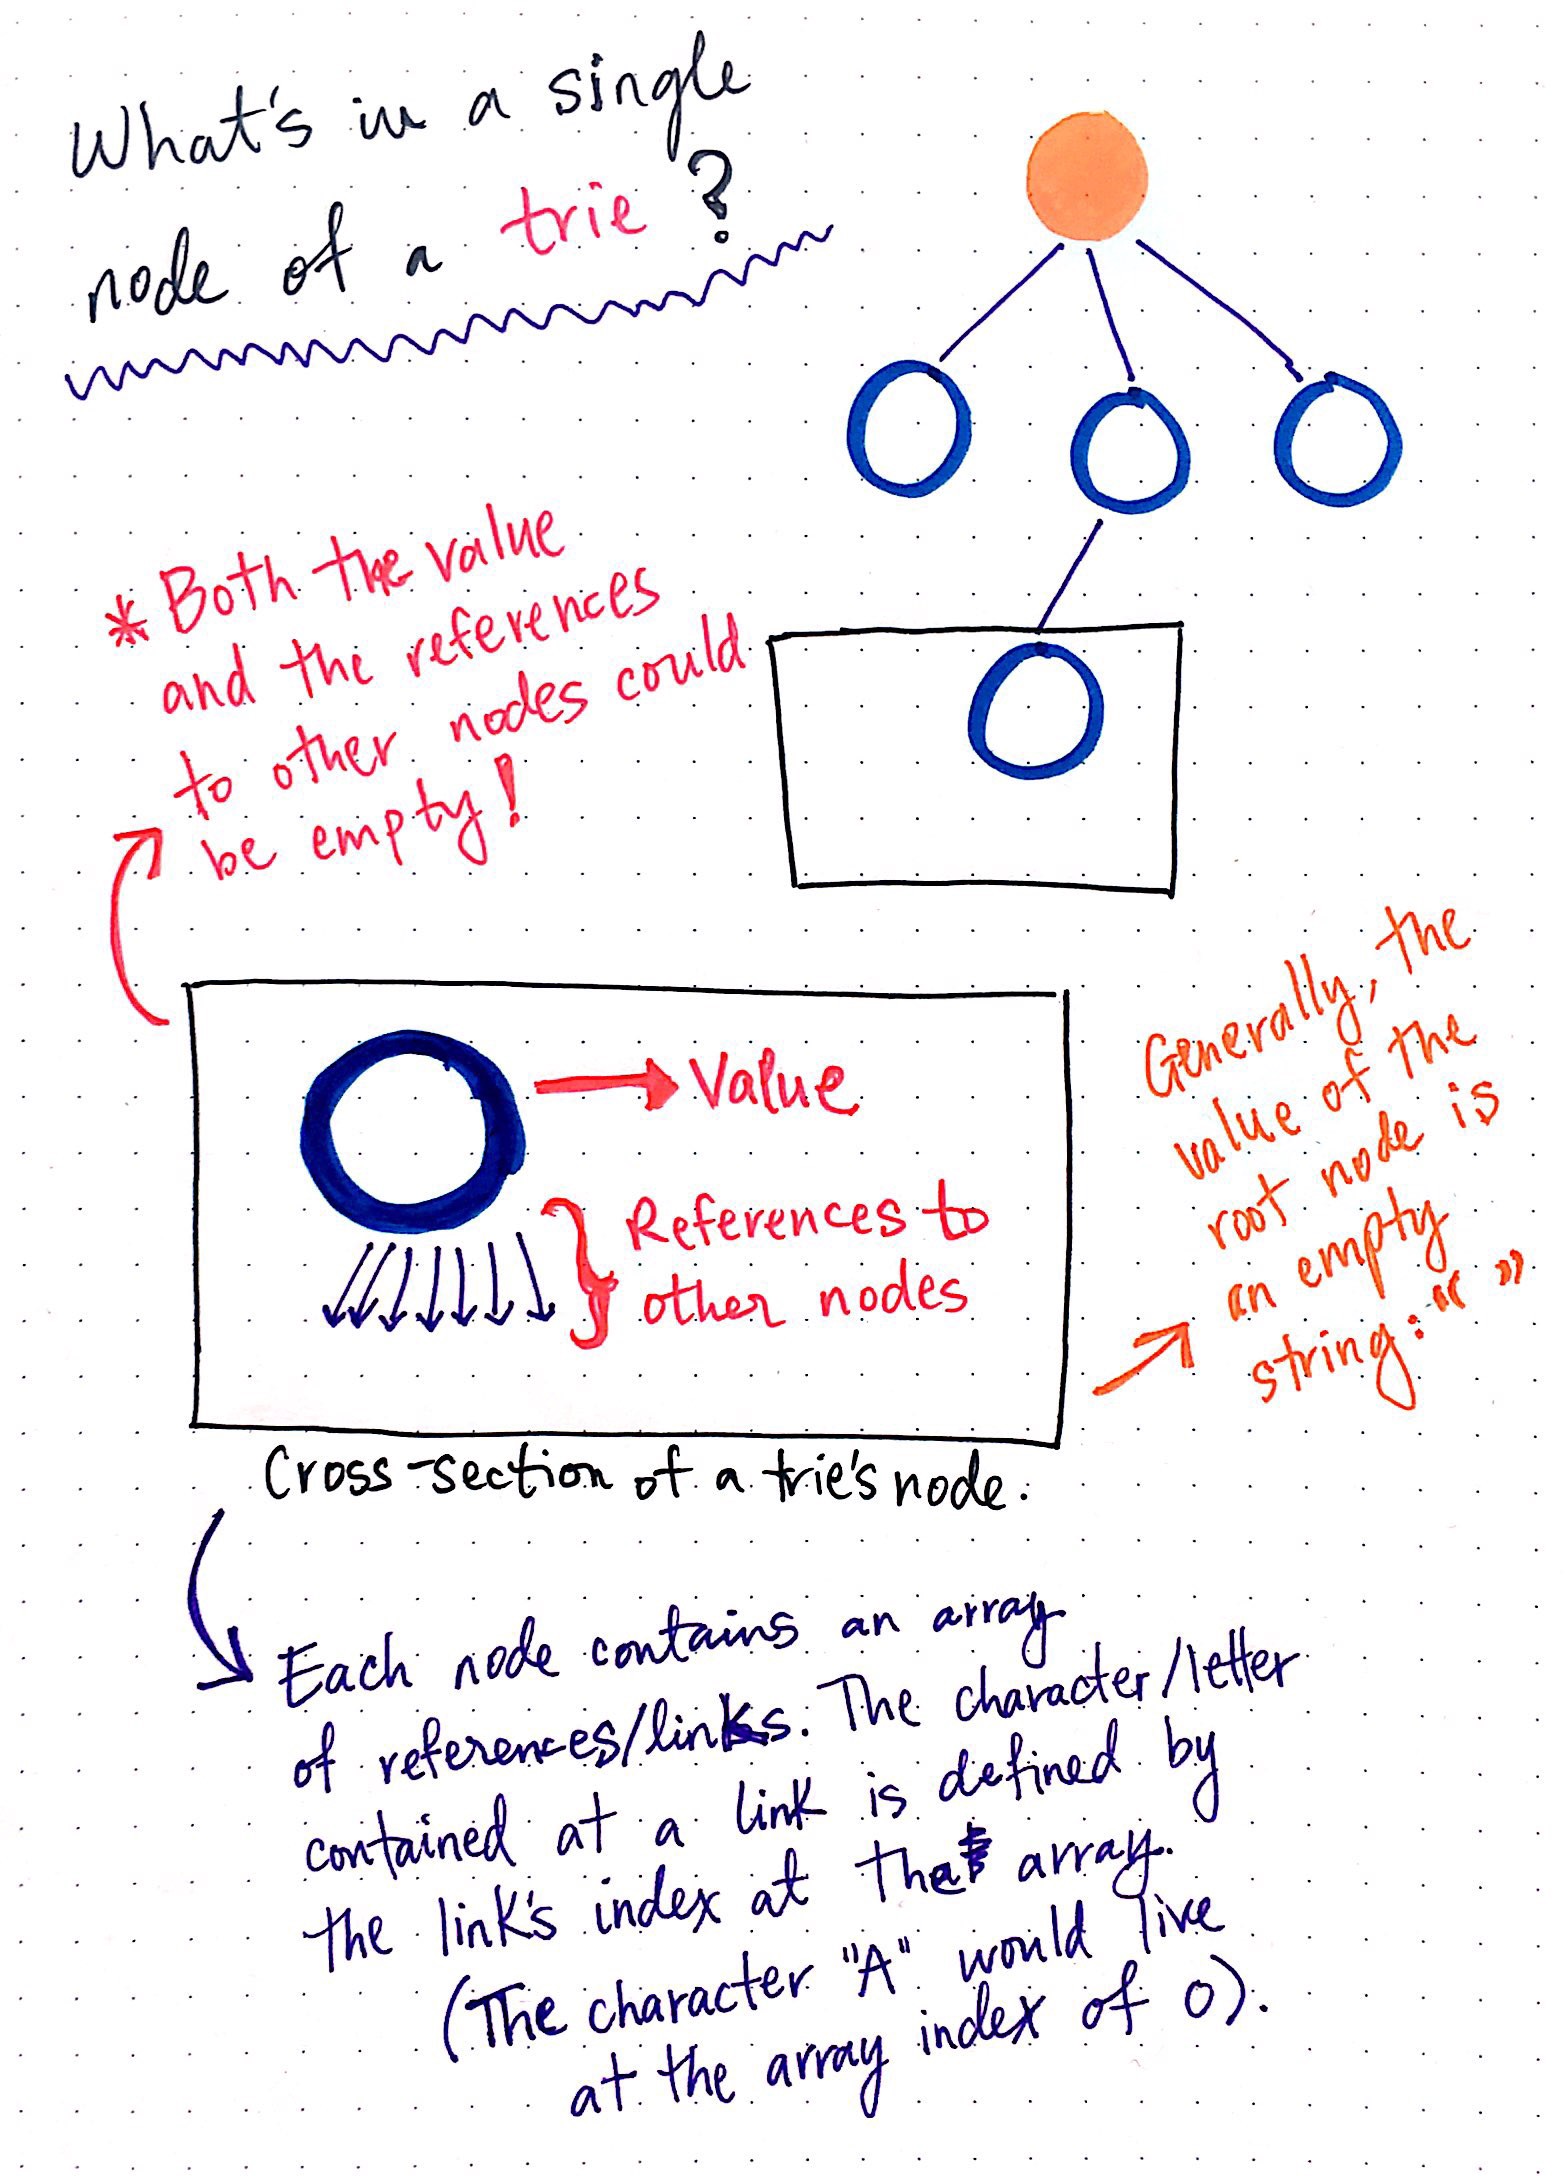 What's in a single
node of a trie?
* Both the value
and the references
to other nodes could
be empty!
Value
References to
other nodes
Generally, the
value of the
root node is
an empty
string: “ ”
Cross-section of a trie's node.
Each node contains an array
of references/links. The character/letter
contained at a link is defined by
the link's index at that array.
(The character "A" would live
at the array index of 0).